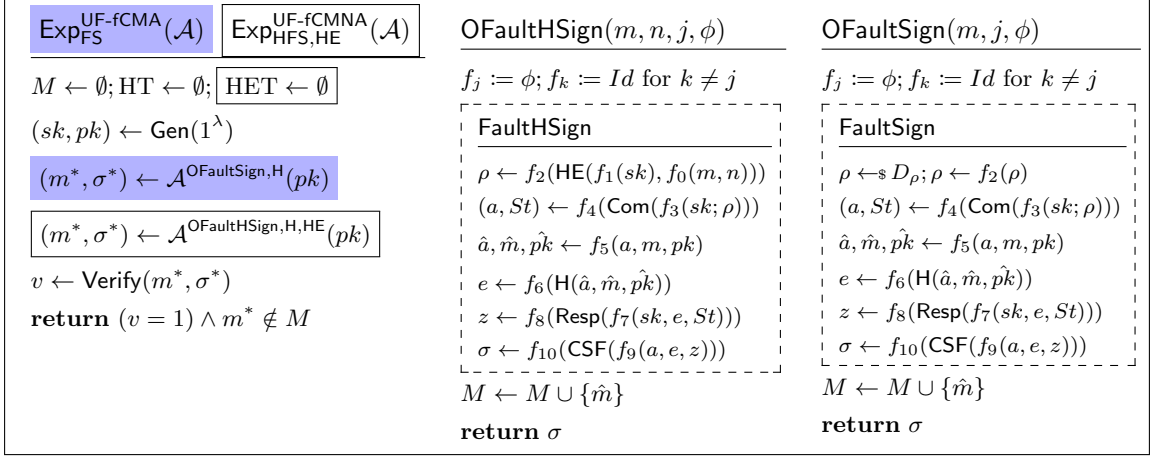 Exp^{UF-fCMA}_{FS}(𝒜) Exp^{UF-fCMNA}_{HFS,HE}(𝒜)
M ← ∅; HT ← ∅; HET ← ∅
(sk, pk) ← Gen(1^λ)
(m*, σ*) ← 𝒜^{OFaultSign,H}(pk)
(m*, σ*) ← 𝒜^{OFaultHSign,H,HE}(pk)
v ← Verify(m*, σ*)
return (v = 1) ∧ m* ∉ M
OFaultHSign(m, n, j, ϕ)
f_j := ϕ; f_k := Id for k ≠ j
FaultHSign
ρ ← f_2(HE(f_1(sk), f_0(m, n)))
(a, St) ← f_4(Com(f_3(sk; ρ)))
â, m̂, p̂k ← f_5(a, m, pk)
e ← f_6(H(â, m̂, p̂k))
z ← f_8(Resp(f_7(sk, e, St)))
σ ← f_10(CSF(f_9(a, e, z)))
M ← M ∪ {m̂}
return σ
OFaultSign(m, j, ϕ)
f_j := ϕ; f_k := Id for k ≠ j
FaultSign
ρ ←$ D_ρ; ρ ← f_2(ρ)
(a, St) ← f_4(Com(f_3(sk; ρ)))
â, m̂, p̂k ← f_5(a, m, pk)
e ← f_6(H(â, m̂, p̂k))
z ← f_8(Resp(f_7(sk, e, St)))
σ ← f_10(CSF(f_9(a, e, z)))
M ← M ∪ {m̂}
return σ